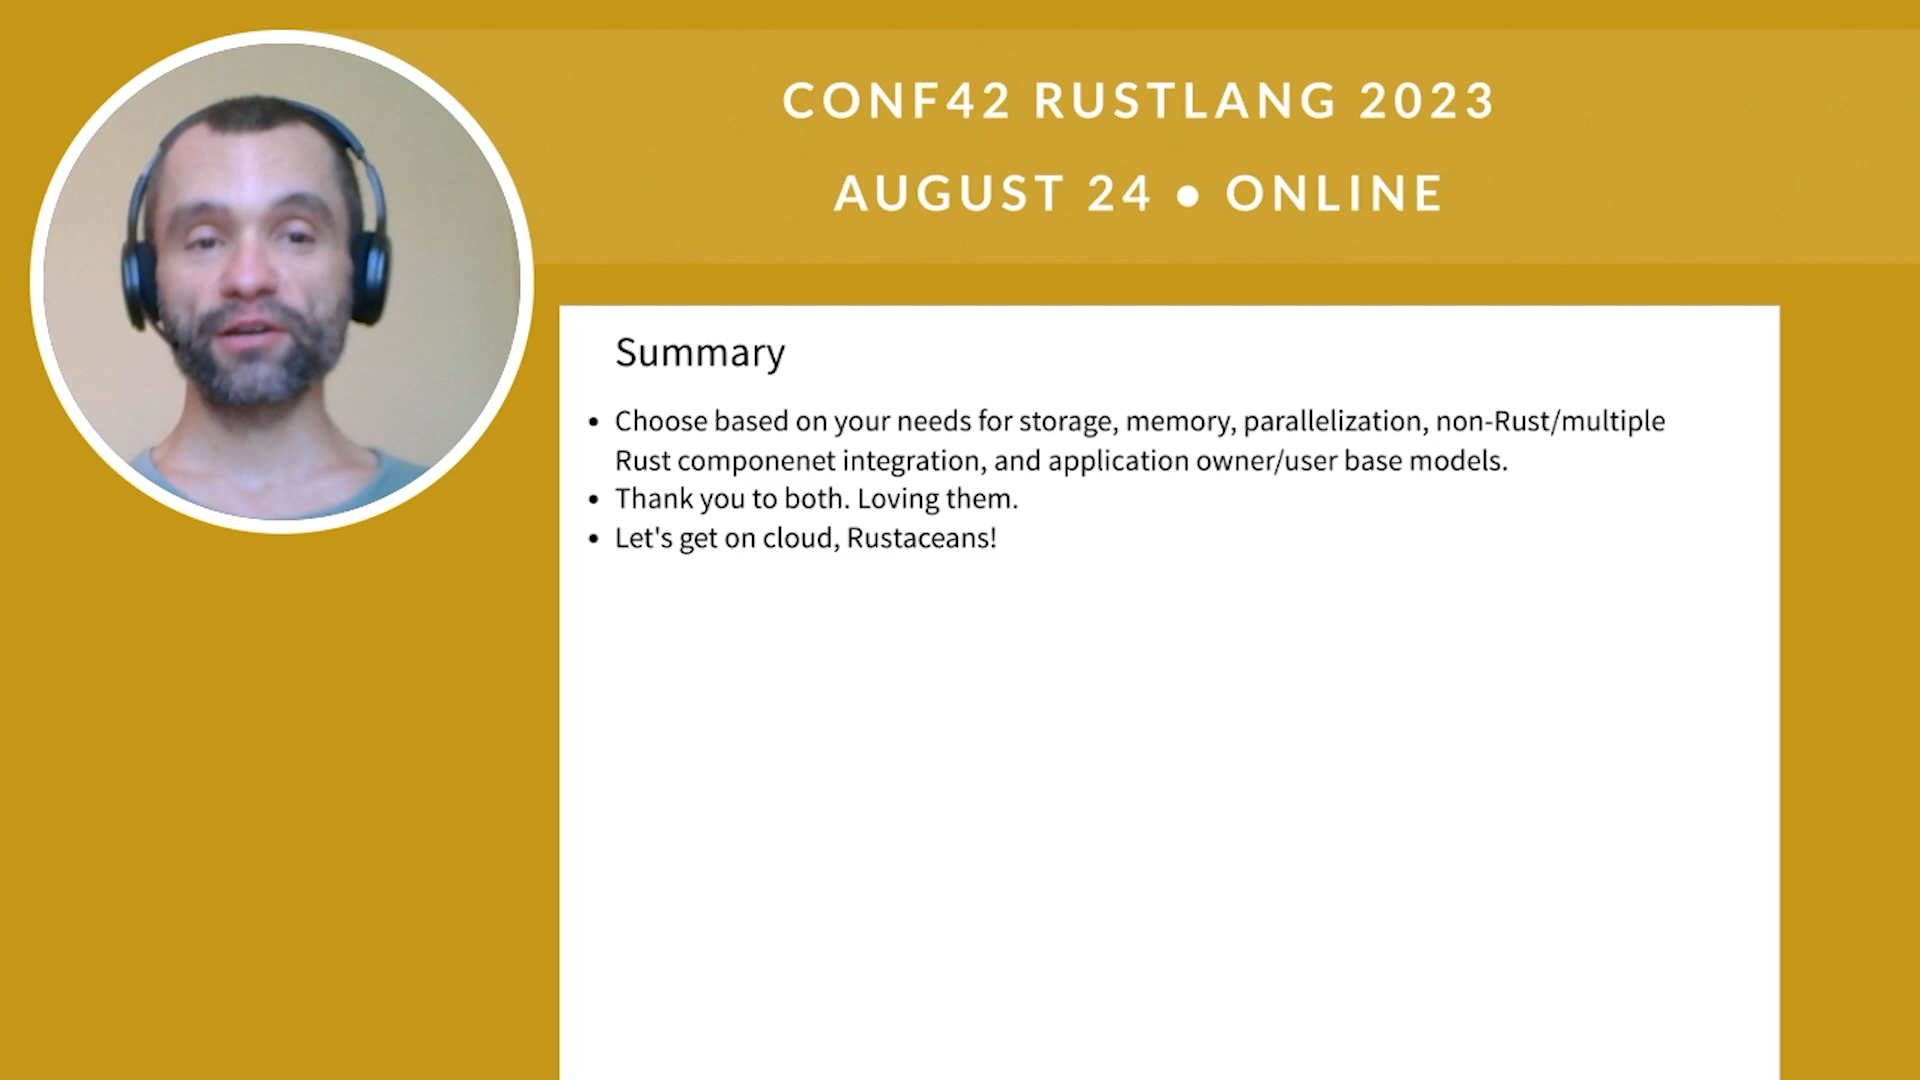 CONF42 RUSTLANG 2023
AUGUST 24 • ONLINE
Summary
• Choose based on your needs for storage, memory, parallelization, non-Rust/multiple
Rust componenet integration, and application owner/user base models.
• Thank you to both. Loving them.
• Let's get on cloud, Rustaceans!